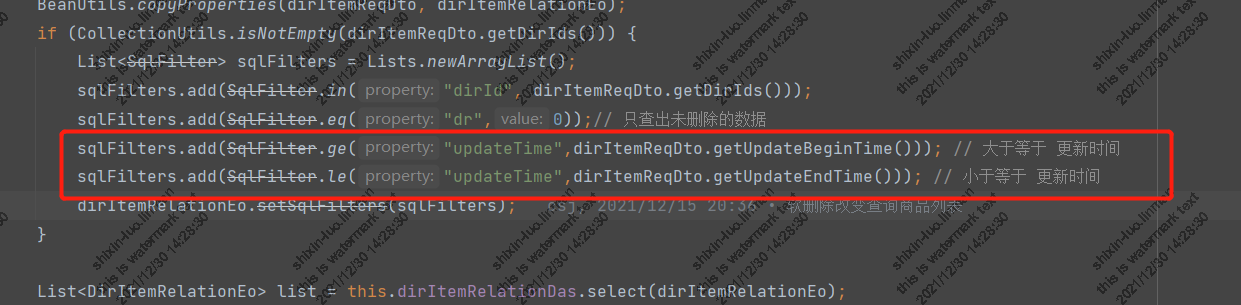 BeanUtils.copyProperties(dirItemReqDto, dirItemRelationEo);
if (CollectionUtils.isNotEmpty(dirItemReqDto.getDirIds())) {
List<SqlFilter> sqlFilters = Lists.newArrayList();
sqlFilters.add(SqlFilter.in( property: "dirId", dirItemReqDto.getDirIds()));
sqlFilters.add(SqlFilter.eq( property: "dr", value: 0));// 只查出未删除的数据
sqlFilters.add(SqlFilter.ge( property: "updateTime",dirItemReqDto.getUpdateBeginTime())); // 大于等于 更新时间
sqlFilters.add(SqlFilter.le( property: "updateTime",dirItemReqDto.getUpdateEndTime())); // 小于等于 更新时间
dirItemRelationEo.setSqlFilters(sqlFilters); 2021/12/15 20:36 • 软删除改变查询商品列表
}
List<DirItemRelationEo> list = this.dirItemRelationDas.select(dirItemRelationEo);
this is watermark text
2021/12/30 14:28:30